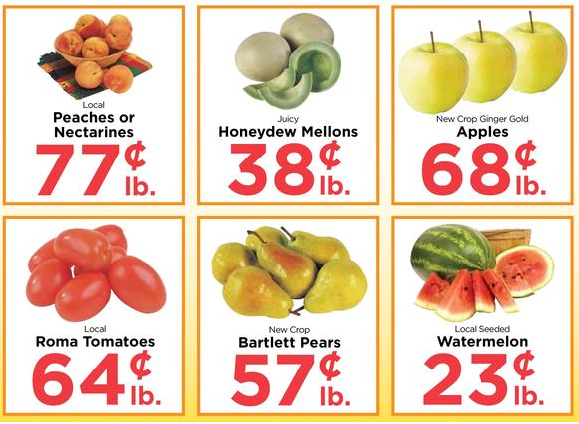 Local
Peaches or
Nectarines
77¢ lb.
Juicy
Honeydew Mellons
38¢ lb.
New Crop Ginger Gold
Apples
68¢ lb.
Local
Roma Tomatoes
64¢ lb.
New Crop
Bartlett Pears
57¢ lb.
Local Seeded
Watermelon
23¢ lb.